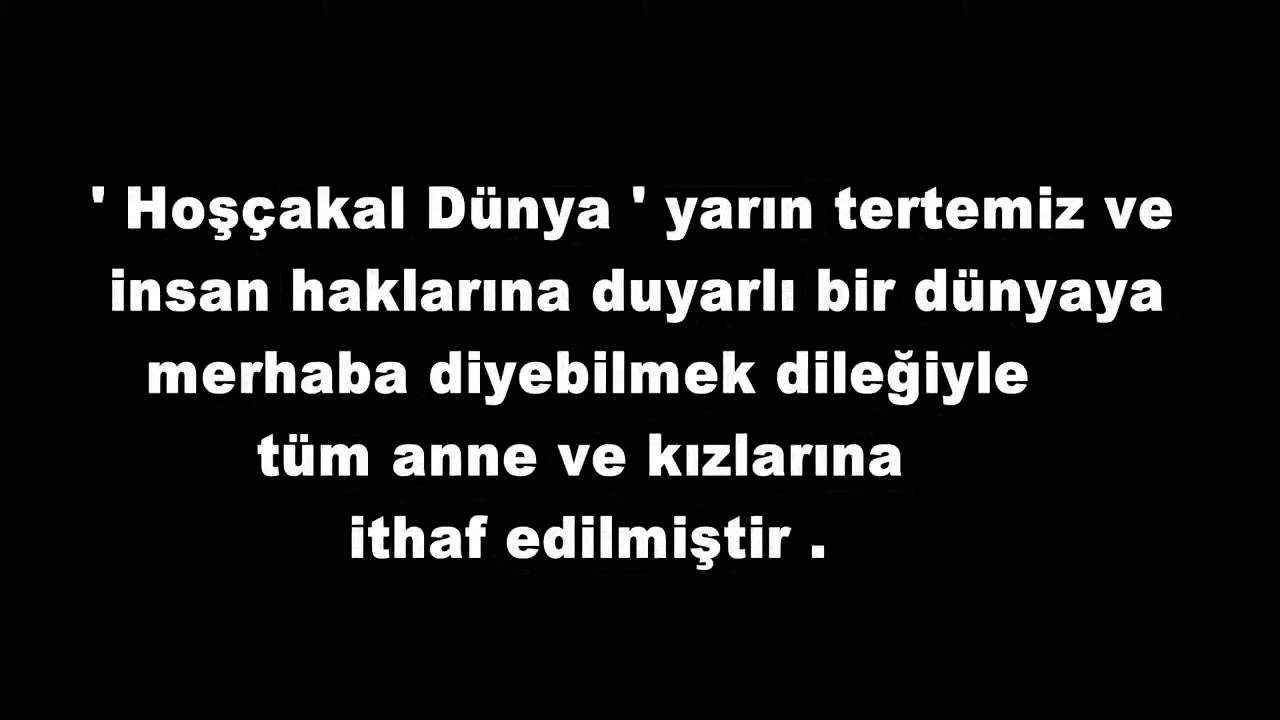 ' Hoşçakal Dünya ' yarın tertemiz ve
insan haklarına duyarlı bir dünyaya
merhaba diyebilmek dileğiyle
tüm anne ve kızlarına
ithaf edilmiştir .